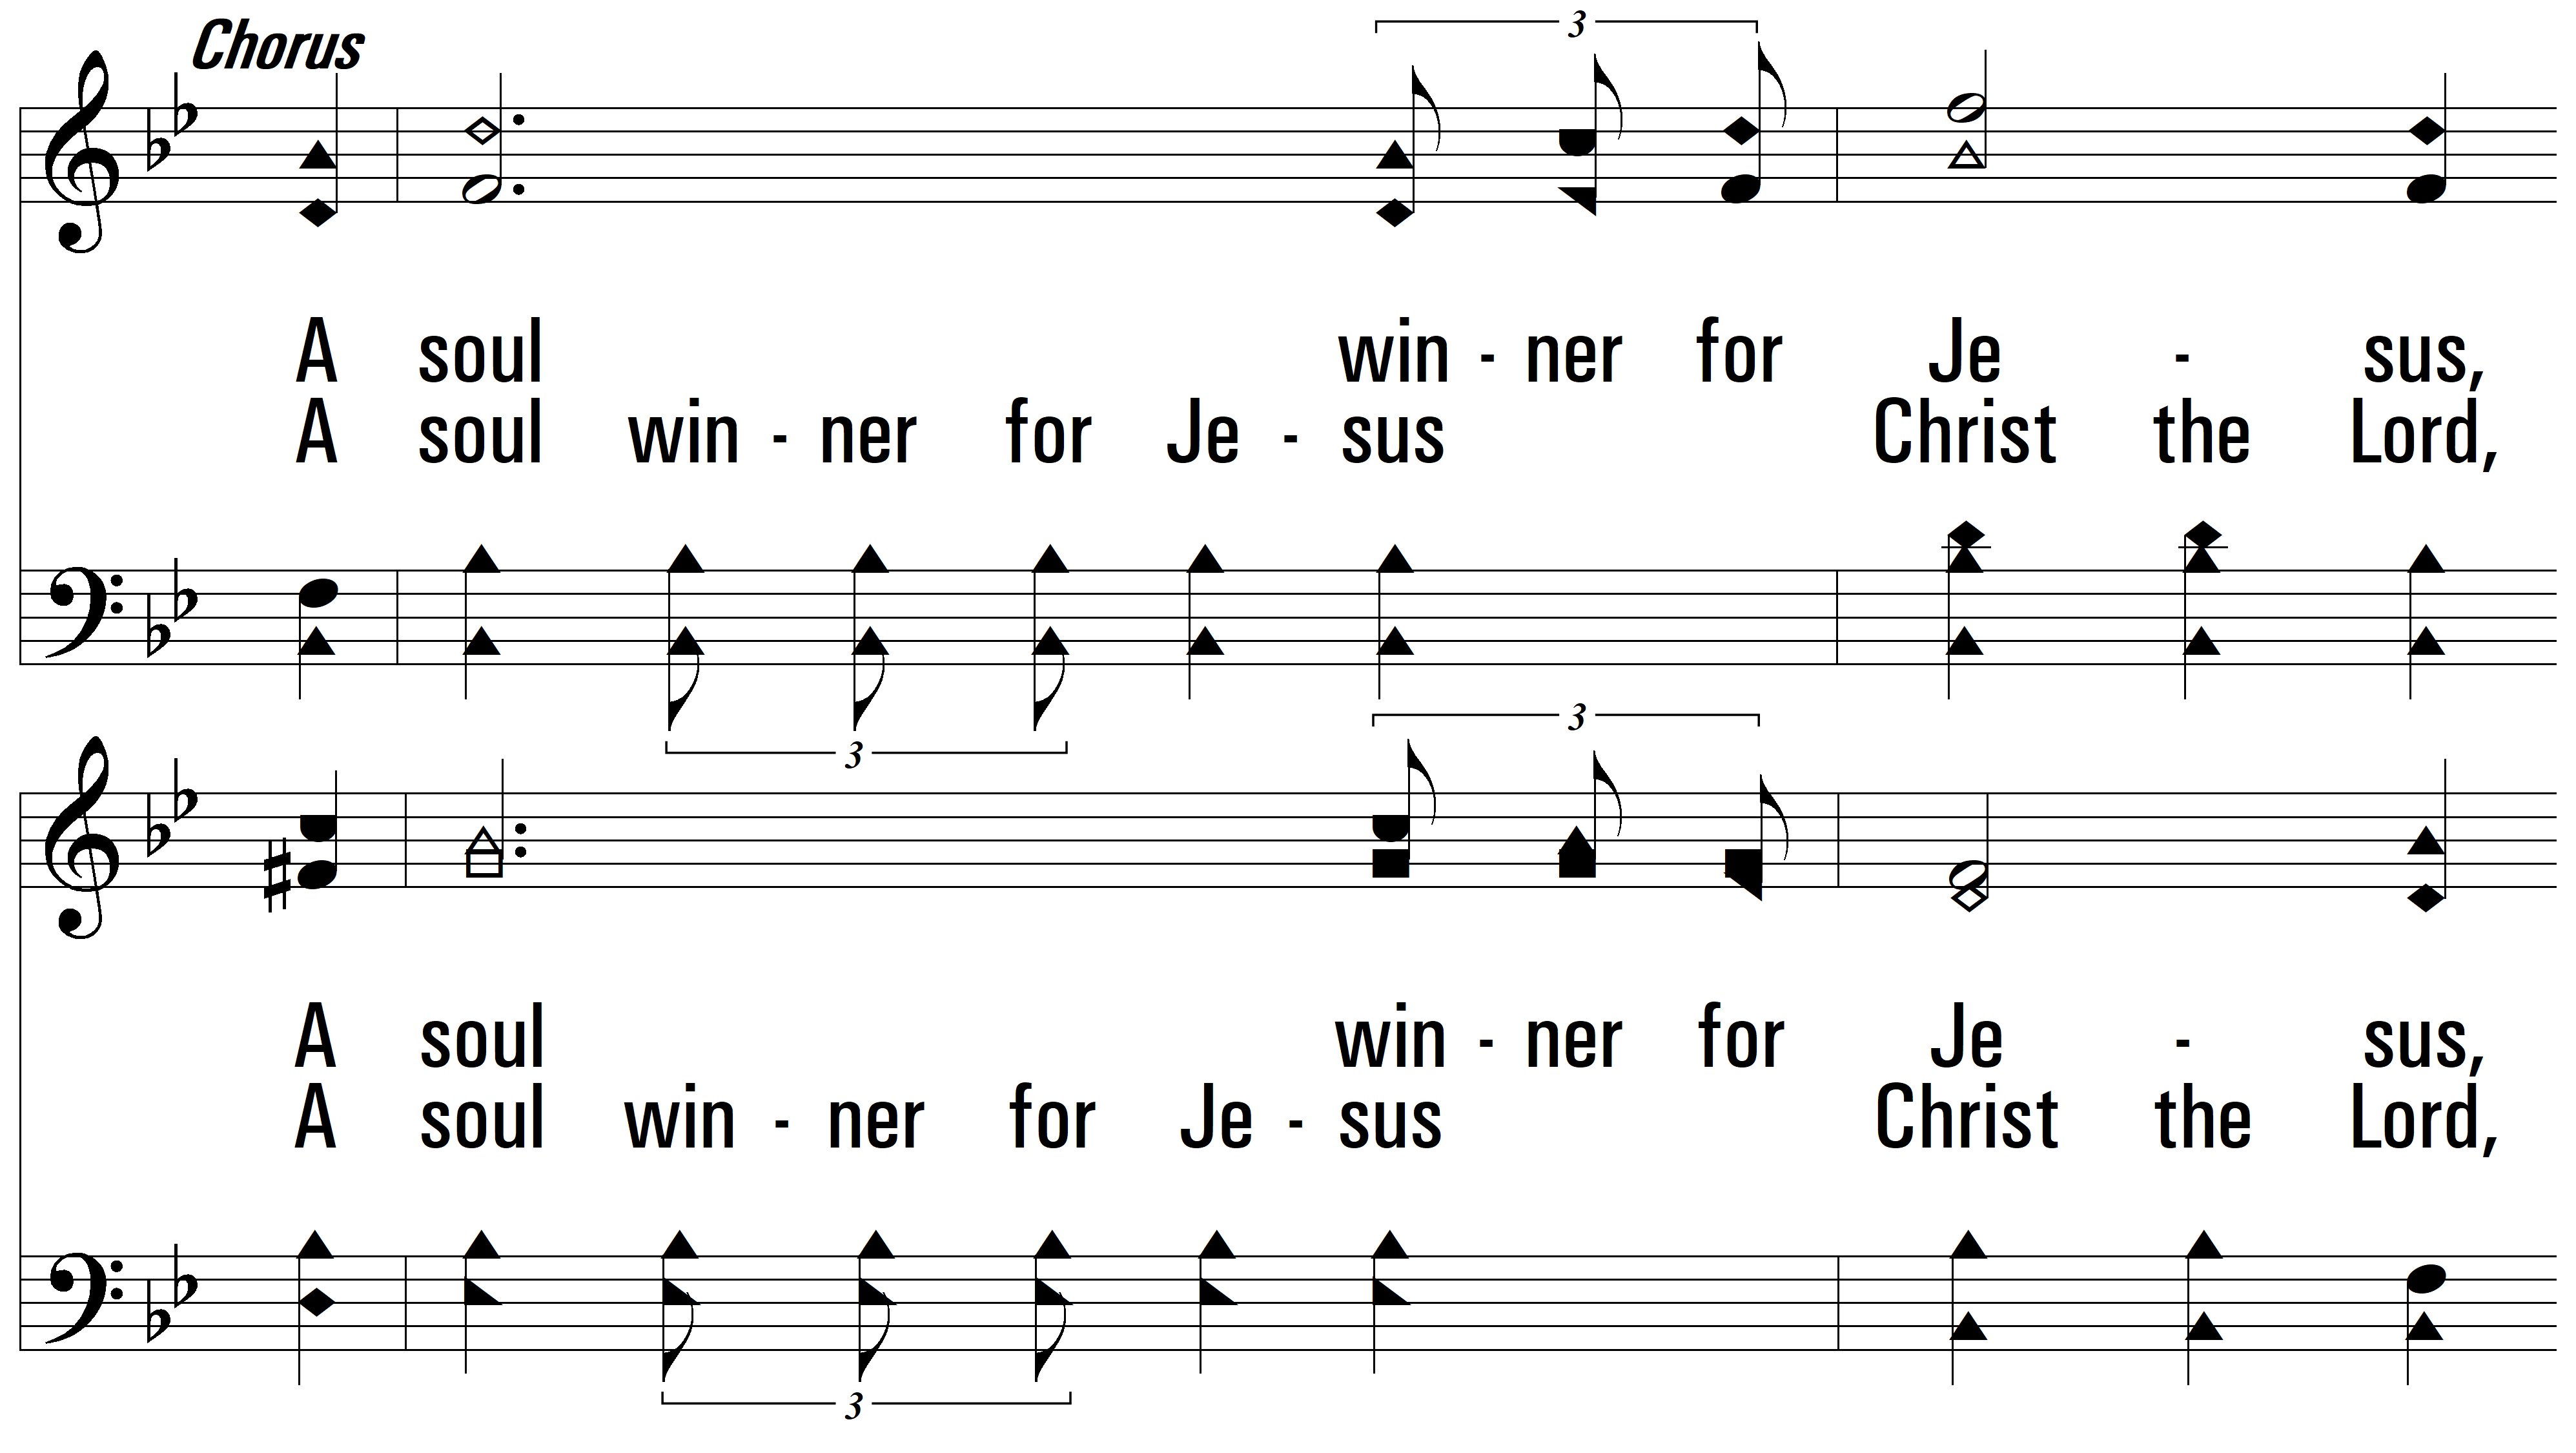 Chorus
3
A soul win - ner for Je - sus,
A soul win - ner for Je - sus Christ the Lord,
3
3
A soul win - ner for Je - sus,
A soul win - ner for Je - sus Christ the Lord,
3